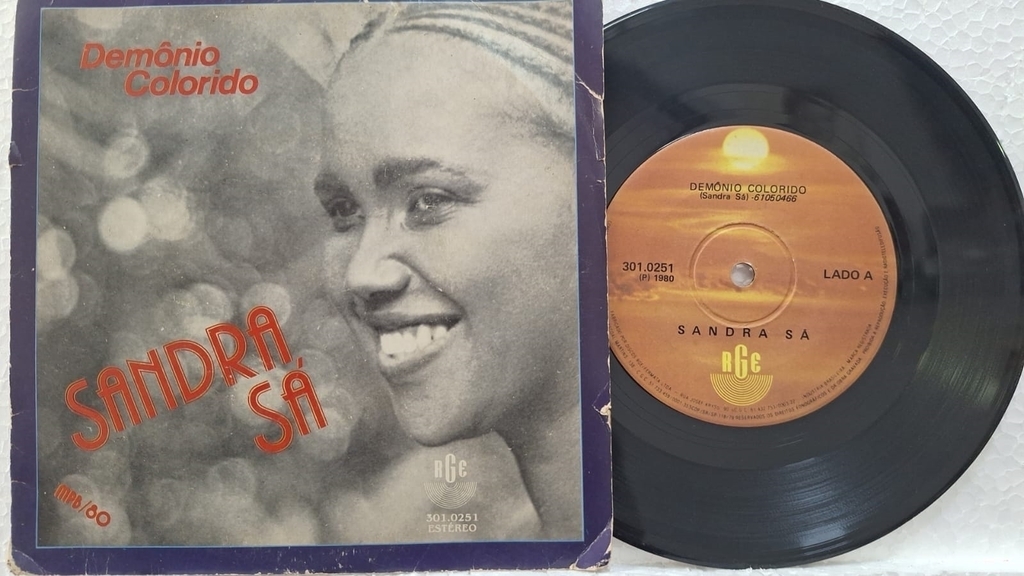 Demônio
Colorido
SANDRA
SÁ
MPB/80
RGE
301.0251
ESTÉREO
DEMÔNIO COLORIDO
(Sandra Sá) -61050466
301.0251
(P) 1980
LADO A
SANDRA SÁ
RGE